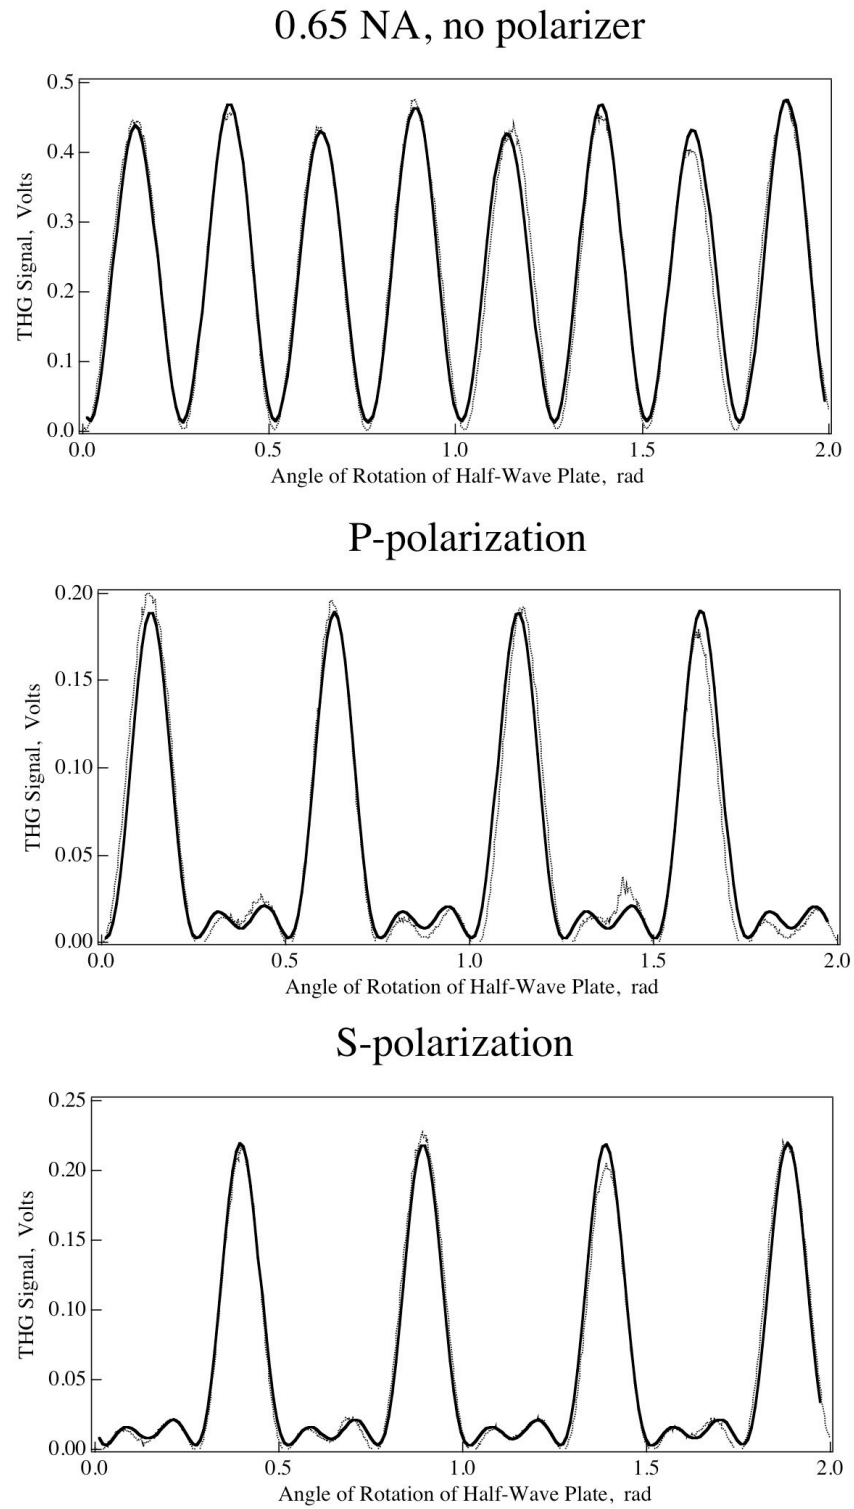 0.65 NA, no polarizer
0.5
0.4
0.3
0.2
0.1
0.0
THG Signal, Volts
0.0 0.5 1.0 1.5 2.0
Angle of Rotation of Half-Wave Plate, rad
P-polarization
0.20
0.15
0.10
0.05
0.00
THG Signal, Volts
0.0 0.5 1.0 1.5 2.0
Angle of Rotation of Half-Wave Plate, rad
S-polarization
0.25
0.20
0.15
0.10
0.05
0.00
THG Signal, Volts
0.0 0.5 1.0 1.5 2.0
Angle of Rotation of Half-Wave Plate, rad